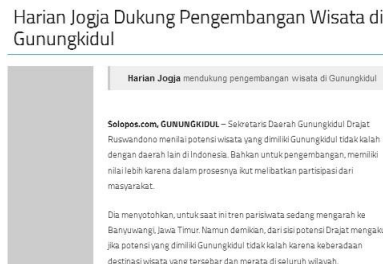 Harian Jogja Dukung Pengembangan Wisata di
Gunungkidul
Harian Jogja mendukung pengembangan wisata di Gunungkidul
Solopos.com, GUNUNGKIDUL – Sekretaris Daerah Gunungkidul Drajat
Ruswandono menilai potensi wisata yang dimiliki Gunungkidul tidak kalah
dengan daerah lain di Indonesia. Bahkan untuk pengembangan, memiliki
nilai lebih karena dalam prosesnya ikut melibatkan partisipasi dari
masyarakat.
Dia menyotohkan, untuk saat ini tren parisiwata sedang mengarah ke
Banyuwangi, Jawa Timur. Namun demikian, dari sisi potensi Drajat mengaku
jika potensi yang dimiliki Gunungkidul tidak kalah karena keberadaan
destinasi wisata yang tersebar dan merata di seluruh wilayah.